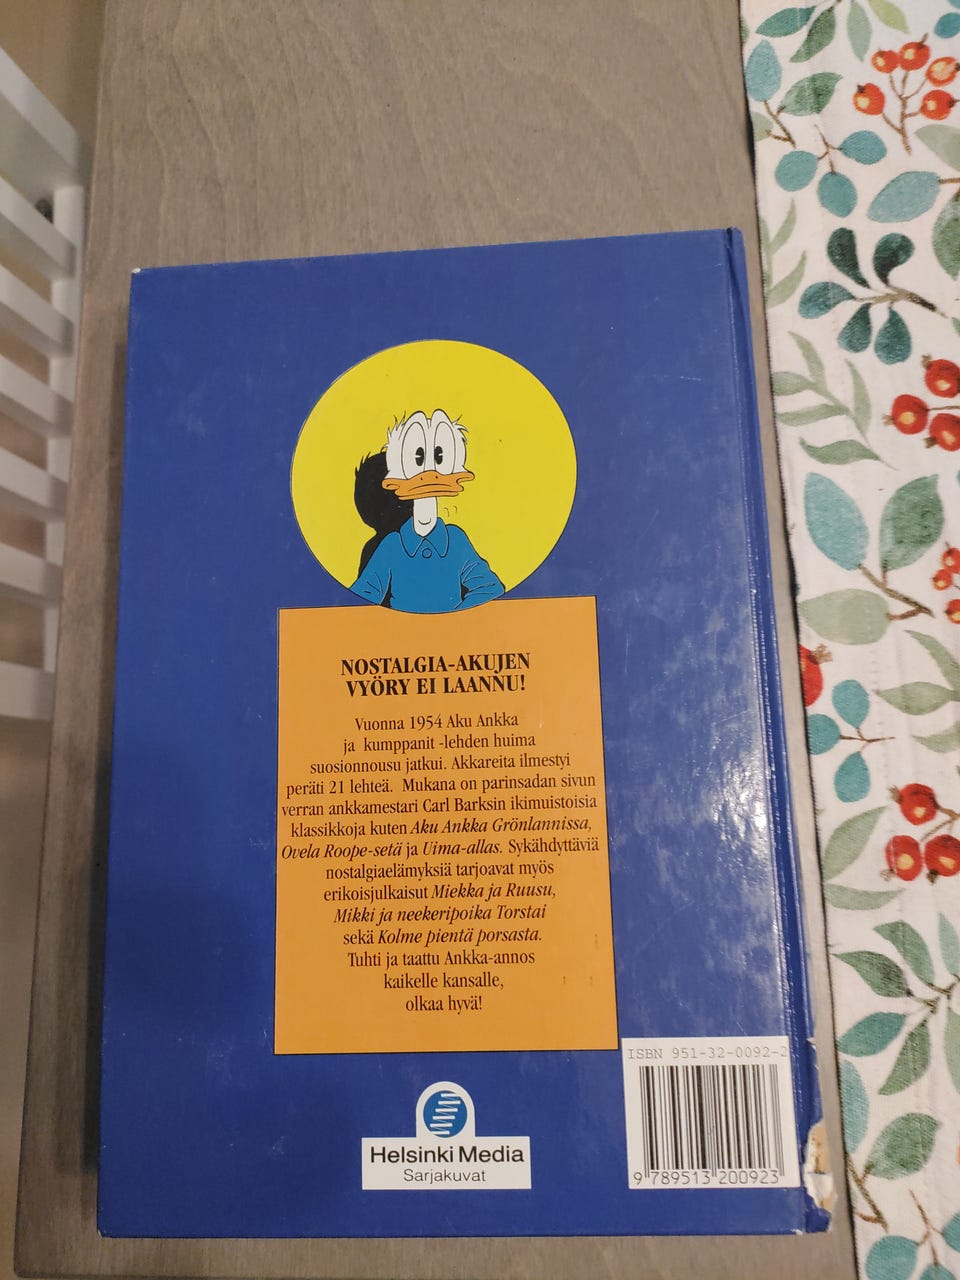 NOSTALGIA-AKUJEN
VYÖRY EI LAANNU!
Vuonna 1954 Aku Ankka
ja kumppanit -lehden huima
suosionnousu jatkui. Akkareita ilmestyi
peräti 21 lehteä. Mukana on parinsadan sivun
verran ankkamestari Carl Barksin ikimuistoisia
klassikkoja kuten Aku Ankka Grönlannissa,
Ovela Roope-setä ja Uima-allas. Sykähdyttäviä
nostalgiaelämyksiä tarjoavat myös
erikoisjulkaisut Miekka ja Ruusu,
Mikki ja neekeripoika Torstai
sekä Kolme pientä porsasta.
Tuhti ja taattu Ankka-annos
kaikelle kansalle,
olkaa hyvä!
ISBN 951-32-0092-2
9 789513 200923
Helsinki Media
Sarjakuvat